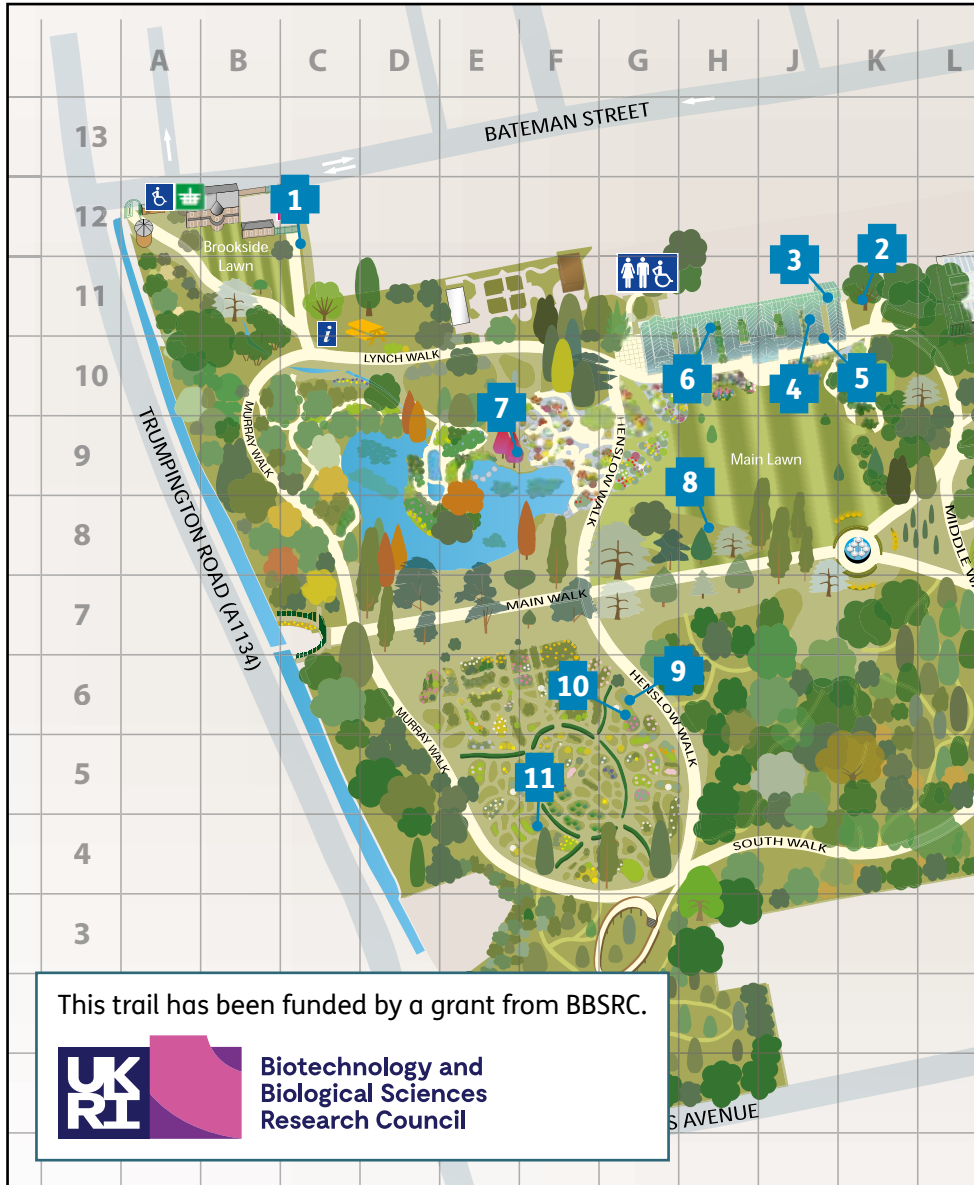 A B C D E F G H J K L
13
BATEMAN STREET
12
1
Brookside
Lawn
2
3
11
i
LYNCH WALK
10
6
4
5
7
MURRAY WALK
HENSLOW WALK
9
Main Lawn
TRUMPINGTON ROAD (A1134)
8
8
MIDDLE WA
MAIN WALK
7
9
10
6
HENSLOW WALK
MURRAY WALK
5
11
SOUTH WALK
4
3
This trail has been funded by a grant from BBSRC.
UK
RI
Biotechnology and
Biological Sciences
Research Council
S AVENUE